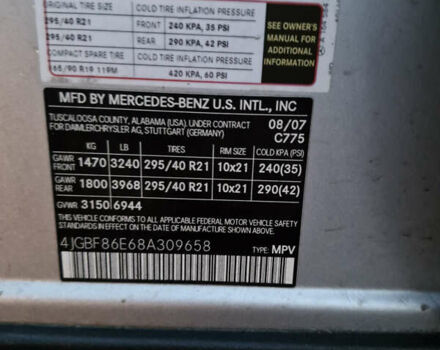 COLD TIRE INFLATION PRESSURE
295/40 R21 FRONT 240 KPA, 35 PSI
295/40 R21 REAR 290 KPA, 42 PSI
COMPACT SPARE TIRE COLD TIRE INFLATION PRESSURE
165/90 R19 119M 420 KPA, 60 PSI
SEE OWNER'S
MANUAL FOR
ADDITIONAL
INFORMATION
MFD BY MERCEDES-BENZ U.S. INTL., INC
TUSCALOOSA COUNTY, ALABAMA (USA). UNDER CONTRACT
FOR DAIMLERCHRYSLER AG, STUTTGART (GERMANY)
08/07
C775
KG LB TIRES RIM SIZE COLD KPA (PSI)
GAWR FRONT 1470 3240 295/40 R21 10x21 240(35)
GAWR REAR 1800 3968 295/40 R21 10x21 290(42)
GVWR 3150 6944
THIS VEHICLE CONFORMS TO ALL APPLICABLE
FEDERAL MOTOR VEHICLE SAFETY STANDARDS IN
EFFECT ON THE DATE OF MANUFACTURE SHOWN ABOVE.
4JGBF86E68A309658 TYPE: MPV